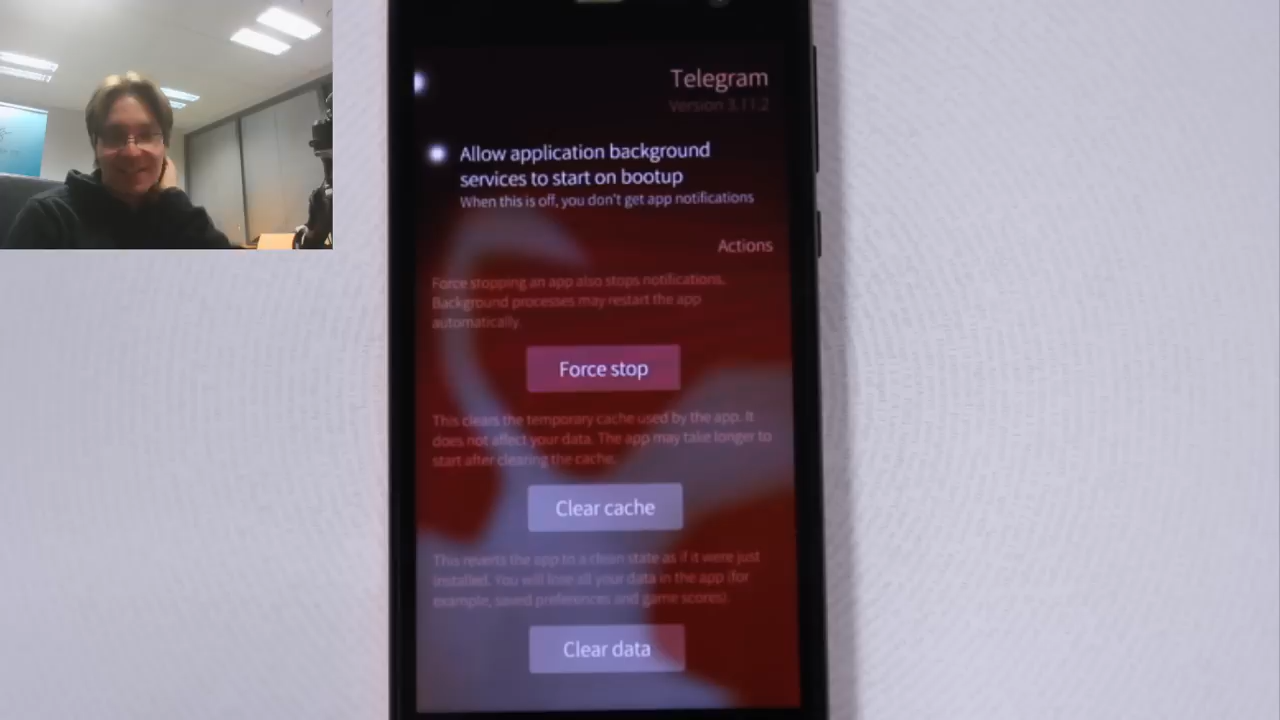 Telegram
Version 3.11.2
Allow application background
services to start on bootup
When this is off, you don't get app notifications
Actions
Force stopping an app also stops notifications.
Background processes may restart the app
automatically.
Force stop
This clears the temporary cache used by the app. It
does not affect your data. The app may take longer to
start after clearing the cache.
Clear cache
This reverts the app to a clean state as if it were just
installed. You will lose all your data in the app (for
example, saved preferences and game scores).
Clear data